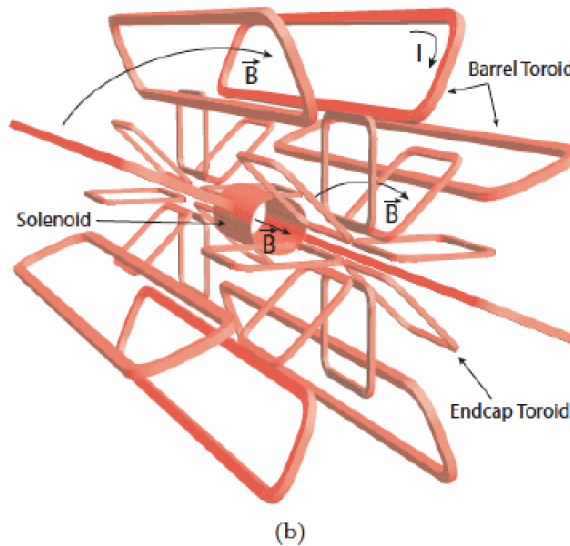 I
B⃗
Barrel Toroid
B⃗
Solenoid
B⃗
Endcap Toroid
(b)